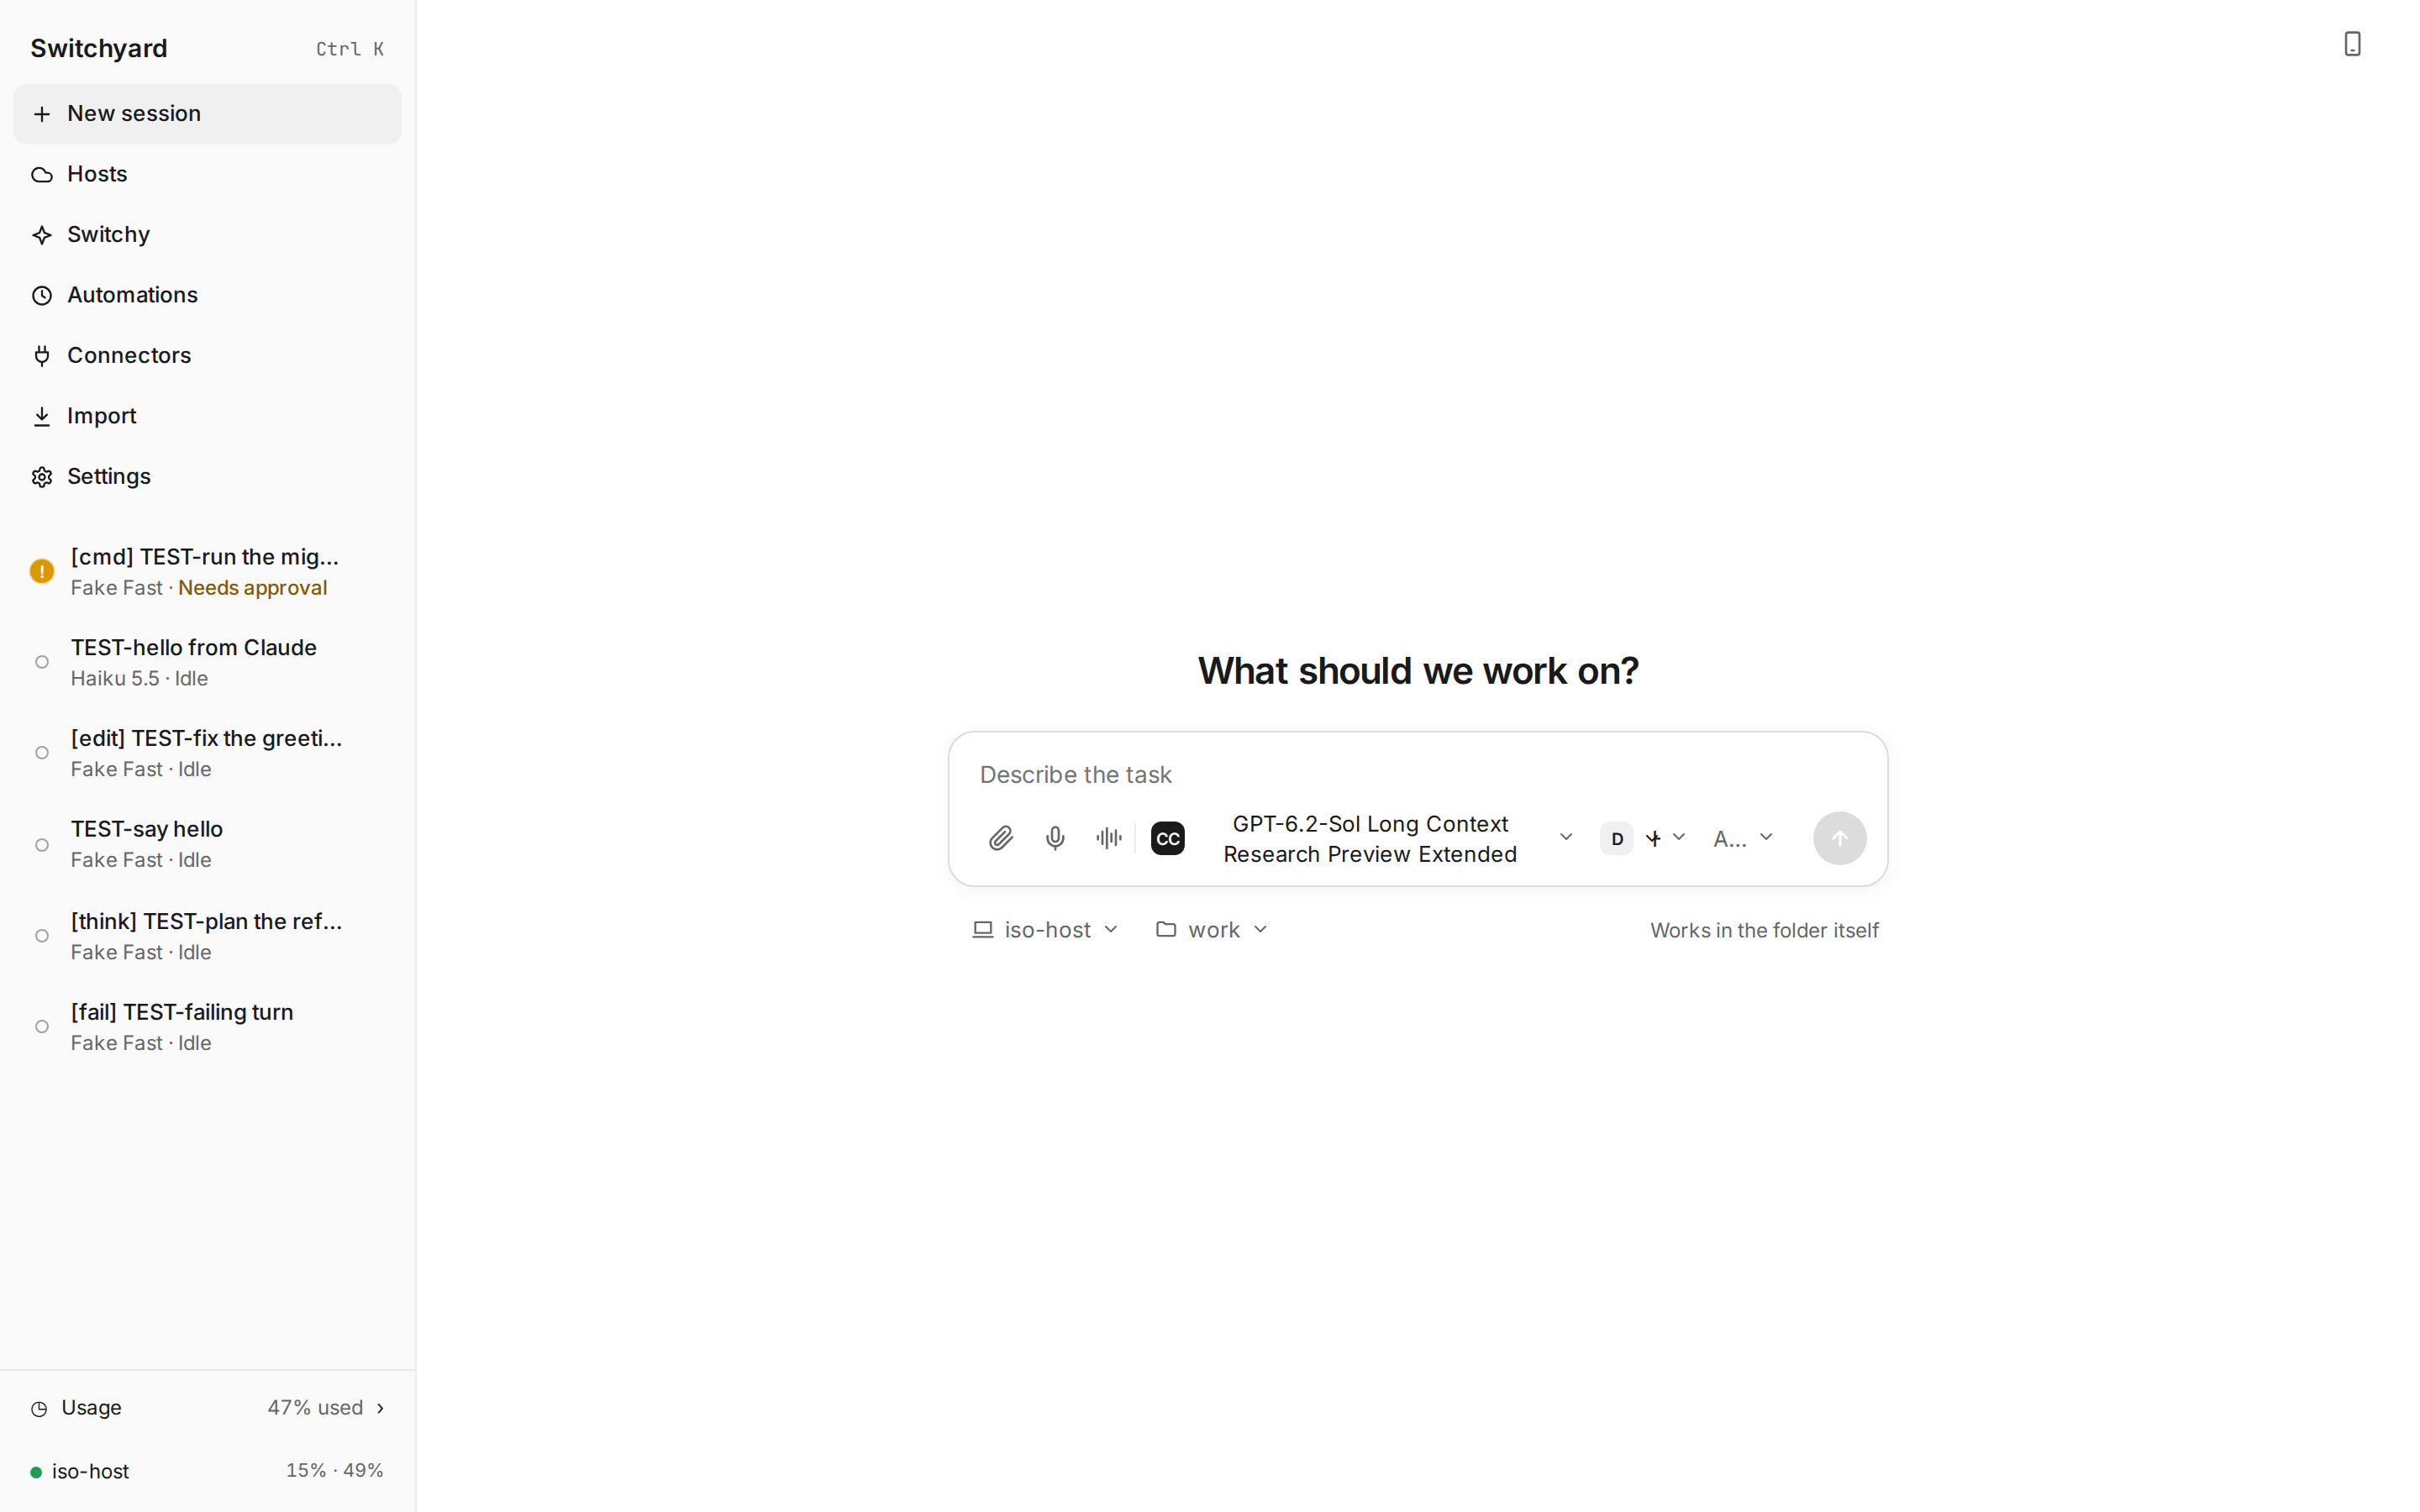 Switchyard
Ctrl K
New session
Hosts
Switchy
Automations
Connectors
Import
Settings
[cmd] TEST-run the mig...
Fake Fast · Needs approval
TEST-hello from Claude
Haiku 5.5 · Idle
[edit] TEST-fix the greeti...
Fake Fast · Idle
TEST-say hello
Fake Fast · Idle
[think] TEST-plan the ref...
Fake Fast · Idle
[fail] TEST-failing turn
Fake Fast · Idle
Usage
47% used
iso-host
15% · 49%
What should we work on?
Describe the task
CC
GPT-6.2-Sol Long Context
Research Preview Extended
D
A...
iso-host
work
Works in the folder itself